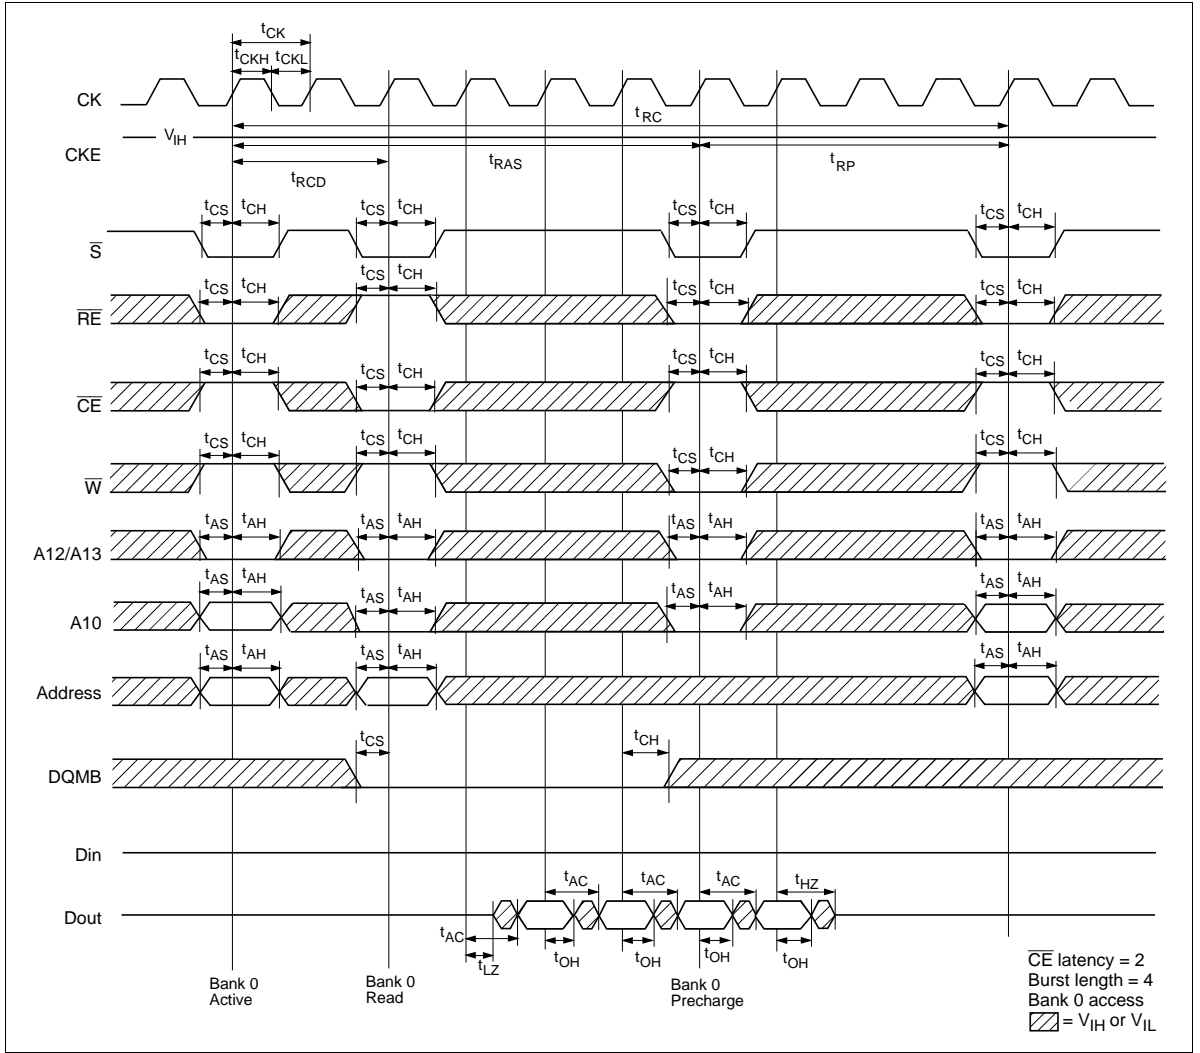 tCK
tCKH tCKL
CK
tRC
VIH
CKE
tRAS tRP
tRCD
tCS tCH tCS tCH tCS tCH tCS tCH
S
tCS tCH tCS tCH tCS tCH tCS tCH
RE
tCS tCH tCS tCH tCS tCH tCS tCH
CE
tCS tCH tCS tCH tCS tCH tCS tCH
W
tAS tAH tAS tAH tAS tAH tAS tAH
A12/A13
tAS tAH tAS tAH tAS tAH tAS tAH
A10
tAS tAH tAS tAH tAS tAH
Address
tCS tCH
DQMB
Din
tAC tAC tAC tHZ
Dout
tAC
tLZ tOH tOH tOH tOH
Bank 0
Active
Bank 0
Read
Bank 0
Precharge
CE latency = 2
Burst length = 4
Bank 0 access
= VIH or VIL